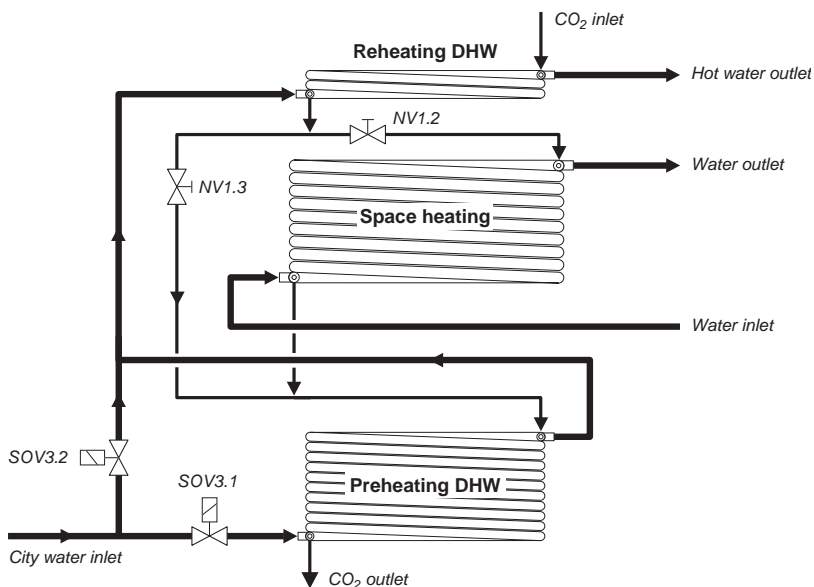 CO₂ inlet
Reheating DHW
Hot water outlet
NV1.2
Water outlet
NV1.3
Space heating
Water inlet
SOV3.2
SOV3.1
Preheating DHW
City water inlet
CO₂ outlet